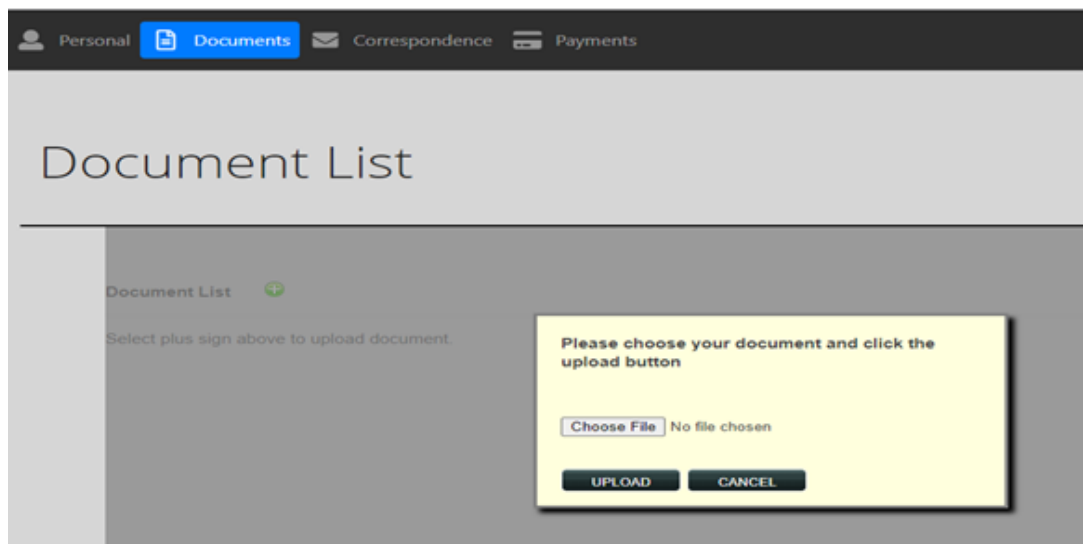 Personal Documents Correspondence Payments
Document List
Document List
Select plus sign above to upload document.
Please choose your document and click the
upload button
Choose File No file chosen
UPLOAD CANCEL